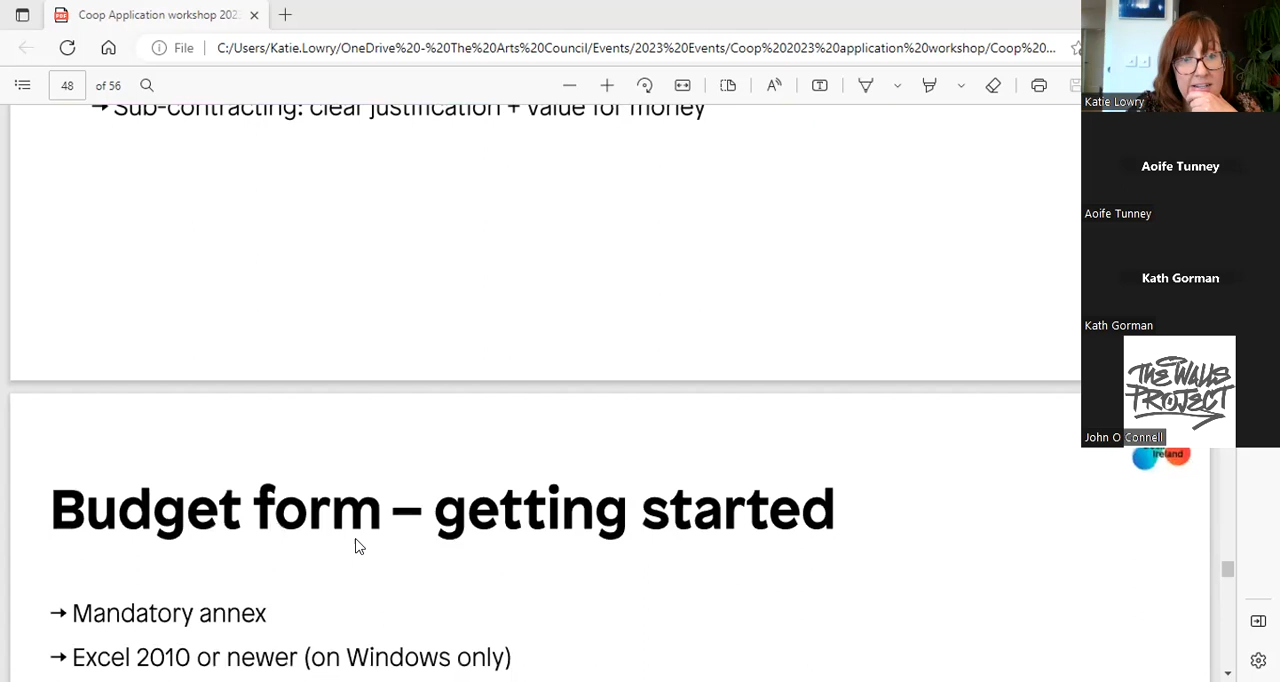 Coop Application workshop 202
File
C:/Users/Katie.Lowry/OneDrive%20-%20The%20Arts%20Council/Events/2023%20Events/Coop%202023%20application%20workshop/Coop%20...
48 of 56
→ Sub-contracting: clear justification + value for money
Budget form – getting started
→ Mandatory annex
→ Excel 2010 or newer (on Windows only)
Katie Lowry
Aoife Tunney
Aoife Tunney
Kath Gorman
Kath Gorman
THE WALLS
PROJECT
John O Connell
Ireland